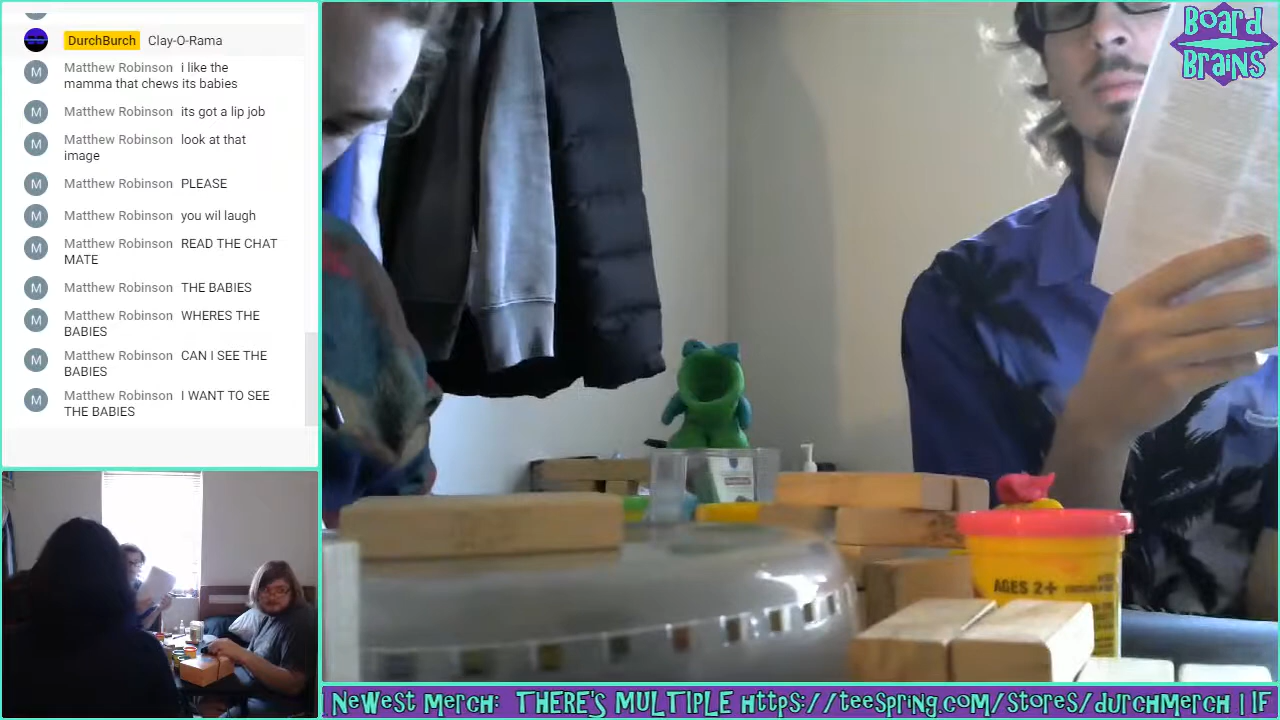 DurchBurch Clay-O-Rama
M Matthew Robinson i like the
mamma that chews its babies
M Matthew Robinson its got a lip job
M Matthew Robinson look at that
image
M Matthew Robinson PLEASE
M Matthew Robinson you wil laugh
M Matthew Robinson READ THE CHAT
MATE
M Matthew Robinson THE BABIES
M Matthew Robinson WHERES THE
BABIES
M Matthew Robinson CAN I SEE THE
BABIES
M Matthew Robinson I WANT TO SEE
THE BABIES
Board
BRaiNS
AGES 2+
NeWest Merch: THERE'S MULTIPLE https://teespring.com/stores/durchmerch | IF